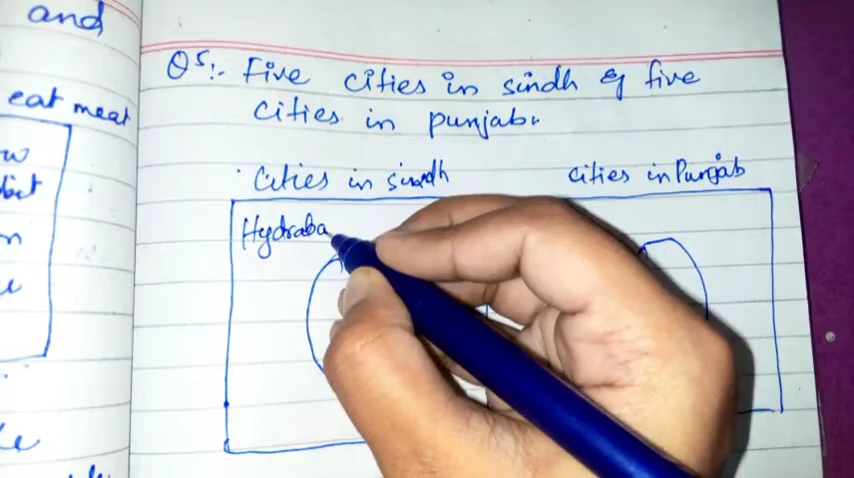 and
eat meat
Q5:- Five cities in sindh & five
cities in punjab.
Cities in sindh
cities in Punjab
Hydraba